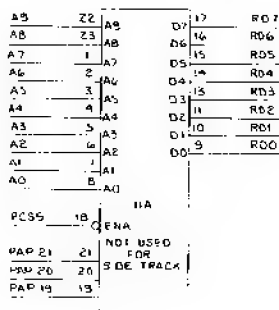 A9 22 A9 D7 17 RD7
A8 23 A8 D6 16 RD6
A7 1 A7 D5 15 RD5
A6 2 A6 D4 14 RD4
A5 3 A5 D3 13 RD3
A4 4 A4 D2 11 RD2
A3 5 A3 D1 10 RD1
A2 6 A2 D0 9 RD0
A1 A1
A0 8 A0
11A
PCS5 18 ENA
NOT USED
PAP 21 21 FOR
PAP 20 20 SIDE TRACK
PAP 19 19